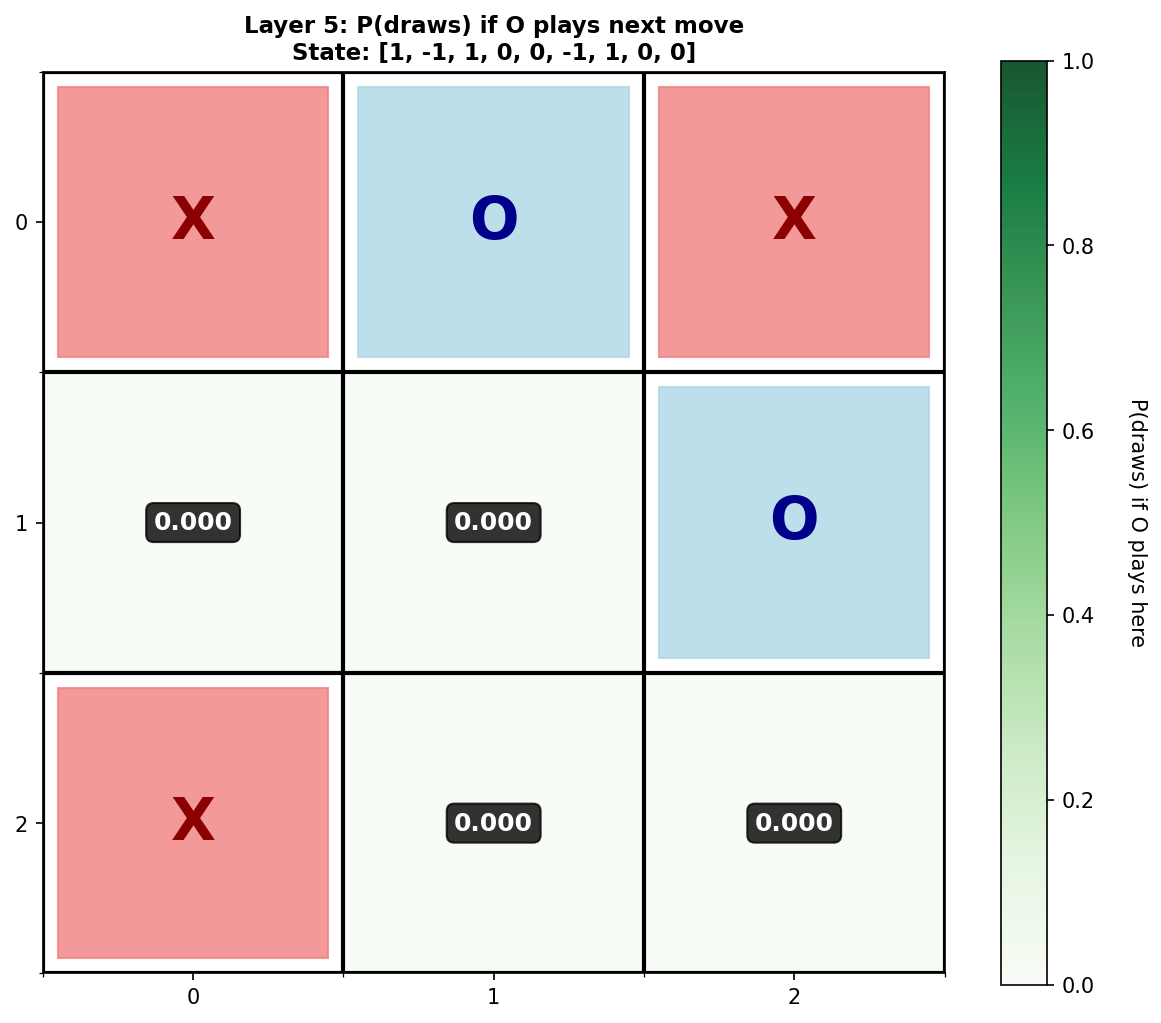 Layer 5: P(draws) if O plays next move
State: [1, -1, 1, 0, 0, -1, 1, 0, 0]
X
O
X
0
0.000
0.000
O
1
X
0.000
0.000
2
0
1
2
1.0
0.8
0.6
0.4
0.2
0.0
P(draws) if O plays here